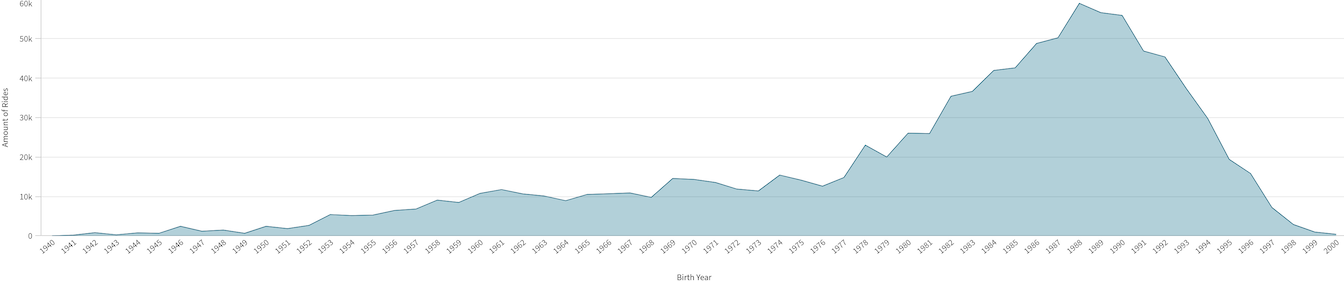 60k
50k
40k
30k
20k
10k
0
Amount of Rides
1940 1941 1942 1943 1944 1945 1946 1947 1948 1949 1950 1951 1952 1953 1954 1955 1956 1957 1958 1959 1960 1961 1962 1963 1964 1965 1966 1967 1968 1969 1970 1971 1972 1973 1974 1975 1976 1977 1978 1979 1980 1981 1982 1983 1984 1985 1986 1987 1988 1989 1990 1991 1992 1993 1994 1995 1996 1997 1998 1999 2000
Birth Year